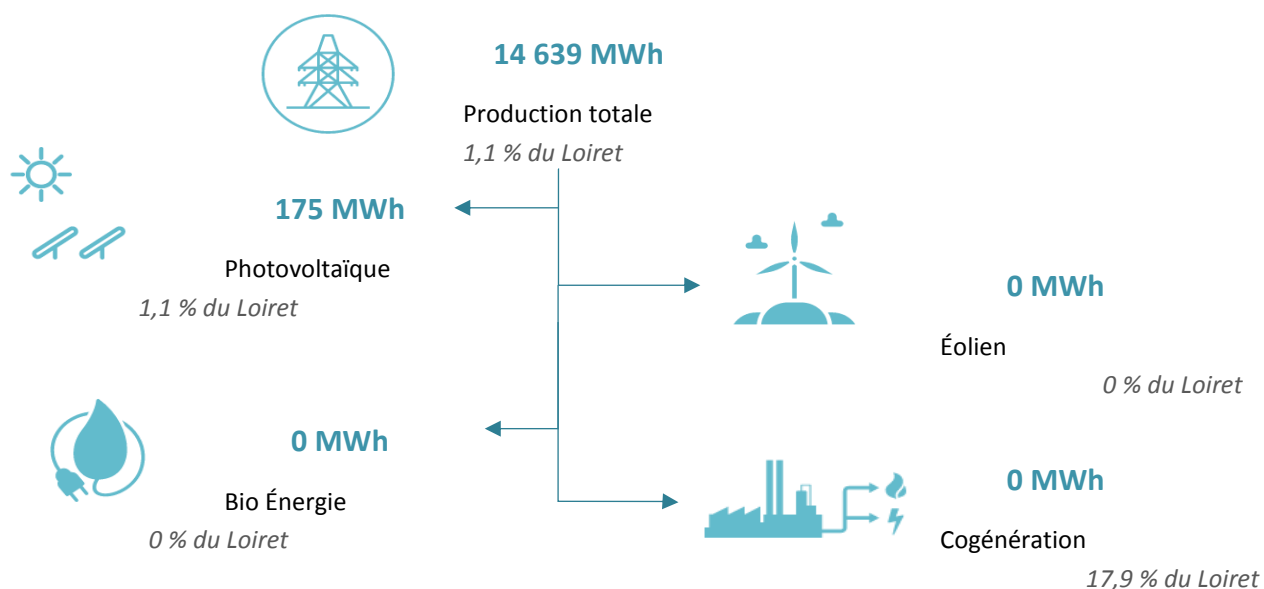 14 639 MWh
Production totale
1,1 % du Loiret
175 MWh
Photovoltaïque
1,1 % du Loiret
0 MWh
Éolien
0 % du Loiret
0 MWh
Bio Énergie
0 % du Loiret
0 MWh
Cogénération
17,9 % du Loiret